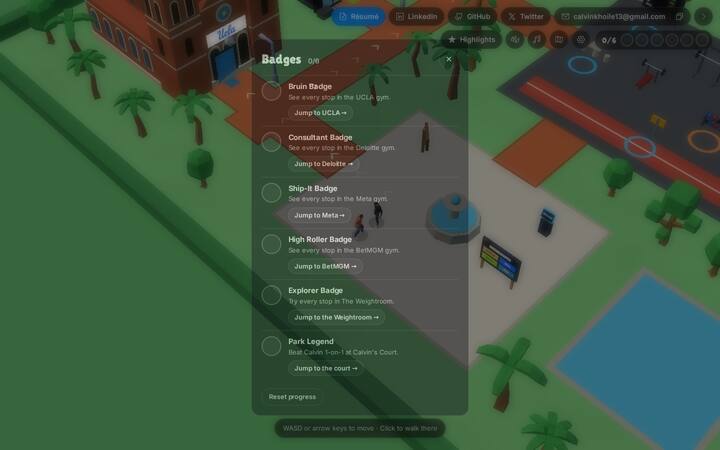 Résumé
LinkedIn
GitHub
Twitter
calvinkhoile13@gmail.com
Highlights
0/6
Ucla
Badges 0/6
Bruin Badge
See every stop in the UCLA gym.
Jump to UCLA →
Consultant Badge
See every stop in the Deloitte gym.
Jump to Deloitte →
Ship-It Badge
See every stop in the Meta gym.
Jump to Meta →
High Roller Badge
See every stop in the BetMGM gym.
Jump to BetMGM →
Explorer Badge
Try every stop in The Weightroom.
Jump to the Weightroom →
Park Legend
Beat Calvin 1-on-1 at Calvin's Court.
Jump to the court →
Reset progress
WASD or arrow keys to move · Click to walk there